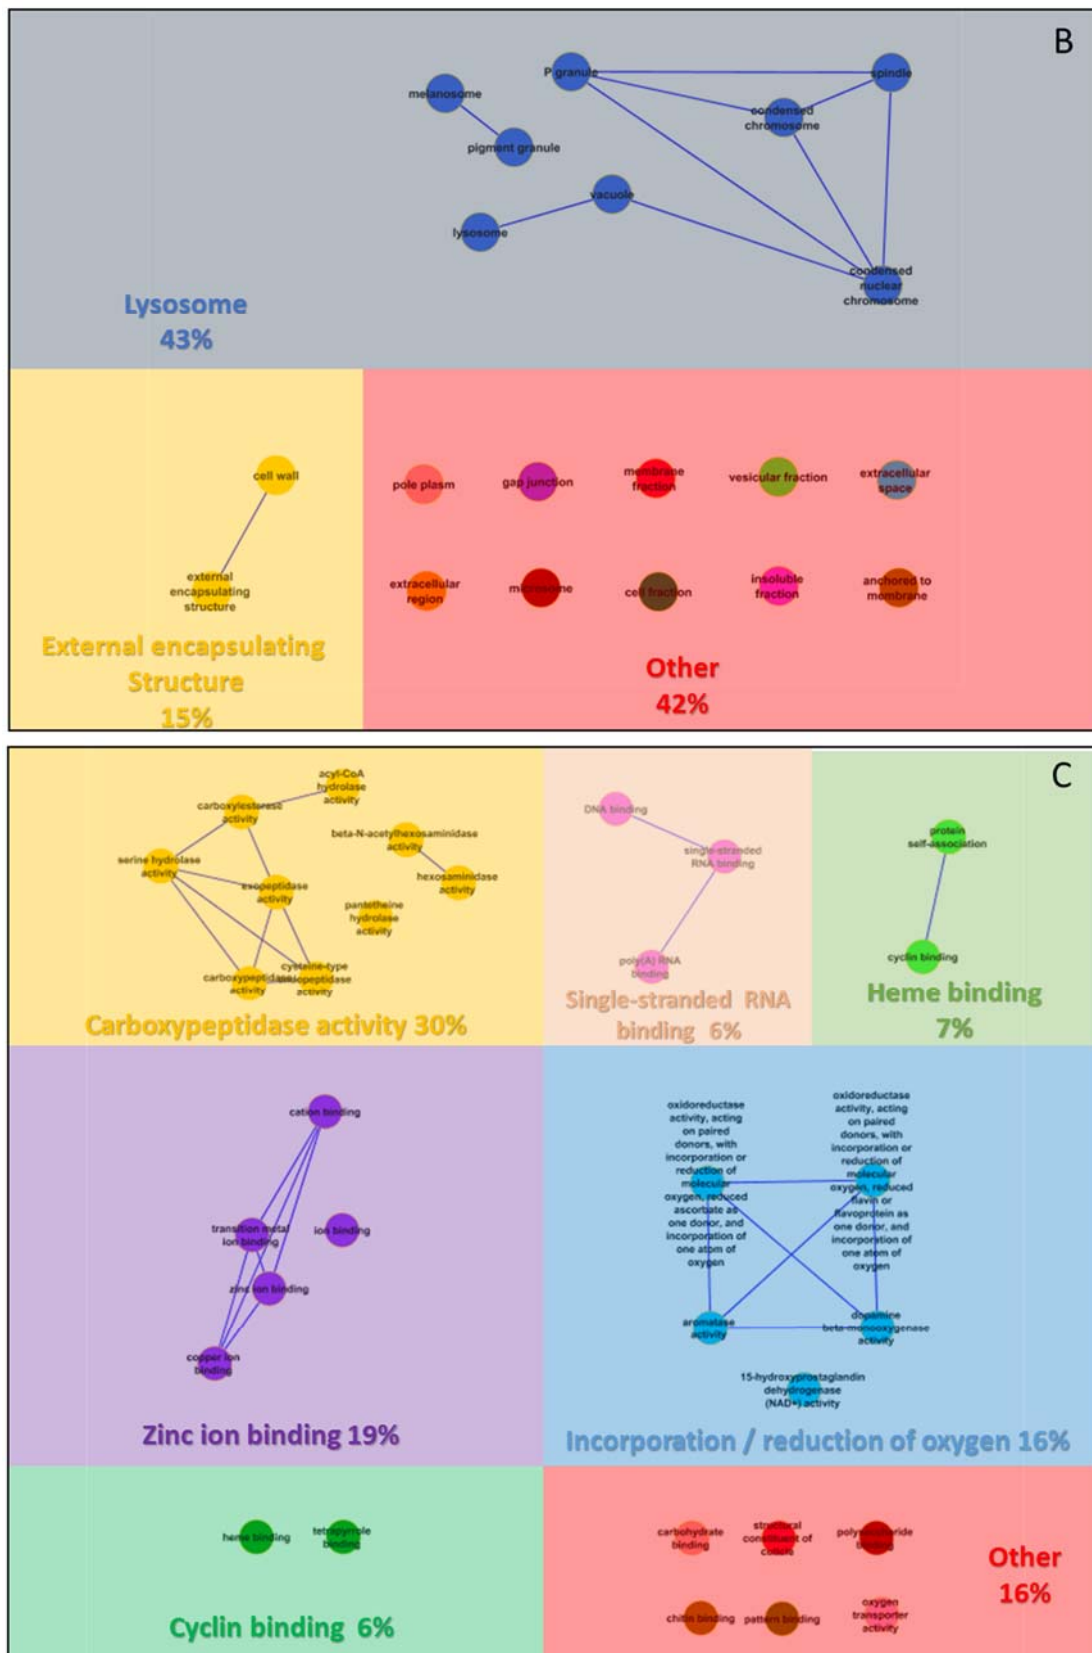 B
P granule
spindle
melanosome
condensed
chromosome
pigment granule
vacuole
lysosome
condensed
nuclear
chromosome
Lysosome
43%
cell wall
external
encapsulating
structure
External encapsulating
Structure
15%
pole plasm
gap junction
membrane
fraction
vesicular fraction
extracellular
space
extracellular
region
microsome
cell fraction
insoluble
fraction
anchored to
membrane
Other
42%
C
acyl-CoA
hydrolase
activity
carboxylesterase
activity
beta-N-acetylhexosaminidase
activity
serine hydrolase
activity
hexosaminidase
activity
exopeptidase
activity
pantetheine
hydrolase
activity
carboxypeptidase
activity
cysteine-type
activity
Carboxypeptidase activity 30%
DNA binding
single-stranded
RNA binding
poly(A) RNA
binding
Single-stranded RNA
binding 6%
protein
self-association
cyclin binding
Heme binding
7%
cation binding
transition metal
ion binding
ion binding
zinc ion binding
copper ion
binding
Zinc ion binding 19%
oxidoreductase
activity, acting
on paired
donors, with
incorporation or
reduction of
molecular
oxygen, reduced
ascorbate as
one donor, and
incorporation of
one atom of
oxygen
oxidoreductase
activity, acting
on paired
donors, with
incorporation or
reduction of
molecular
oxygen, reduced
flavin or
flavoprotein as
one donor, and
incorporation of
one atom of
oxygen
aromatase
activity
dopamine
beta-monooxygenase
activity
15-hydroxyprostaglandin
dehydrogenase
(NAD+) activity
Incorporation / reduction of oxygen 16%
heme binding
tetrapyrrole
binding
Cyclin binding 6%
carbohydrate
binding
structural
constituent of
cuticle
polysaccharide
binding
chitin binding
pattern binding
oxygen
transporter
activity
Other
16%